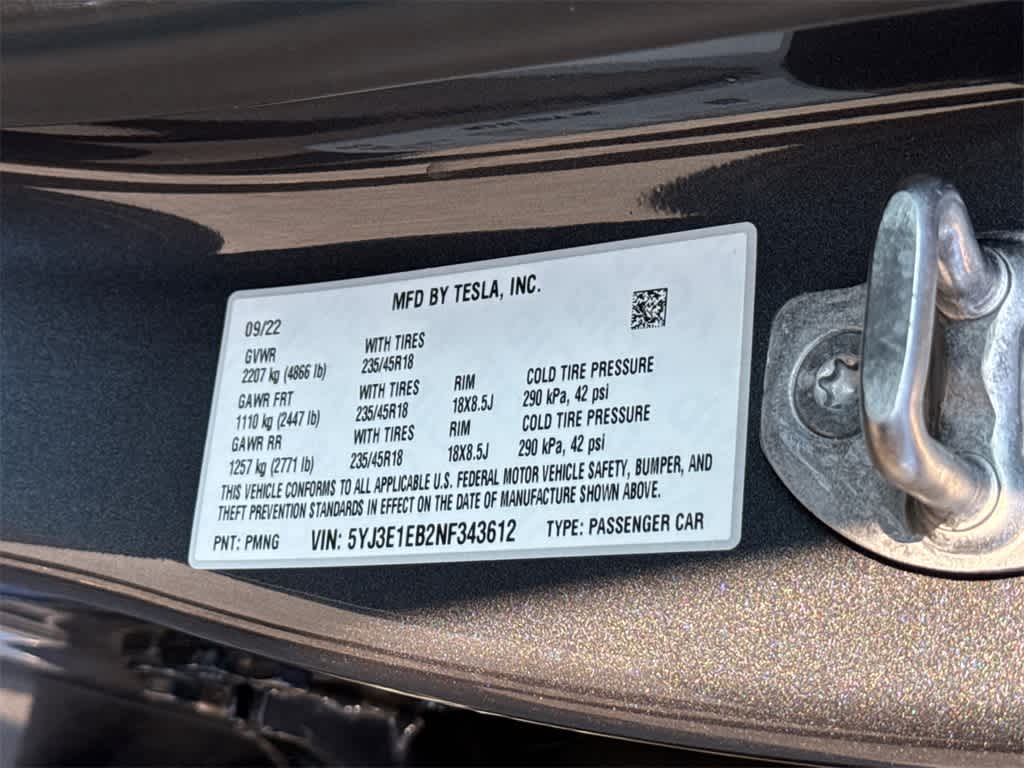 MFD BY TESLA, INC.
09/22
GVWR WITH TIRES
2207 kg (4866 lb) 235/45R18
GAWR FRT WITH TIRES RIM COLD TIRE PRESSURE
1110 kg (2447 lb) 235/45R18 18X8.5J 290 kPa, 42 psi
GAWR RR WITH TIRES RIM COLD TIRE PRESSURE
1257 kg (2771 lb) 235/45R18 18X8.5J 290 kPa, 42 psi
THIS VEHICLE CONFORMS TO ALL APPLICABLE U.S. FEDERAL MOTOR VEHICLE SAFETY, BUMPER, AND
THEFT PREVENTION STANDARDS IN EFFECT ON THE DATE OF MANUFACTURE SHOWN ABOVE.
PNT: PMNG VIN: 5YJ3E1EB2NF343612 TYPE: PASSENGER CAR